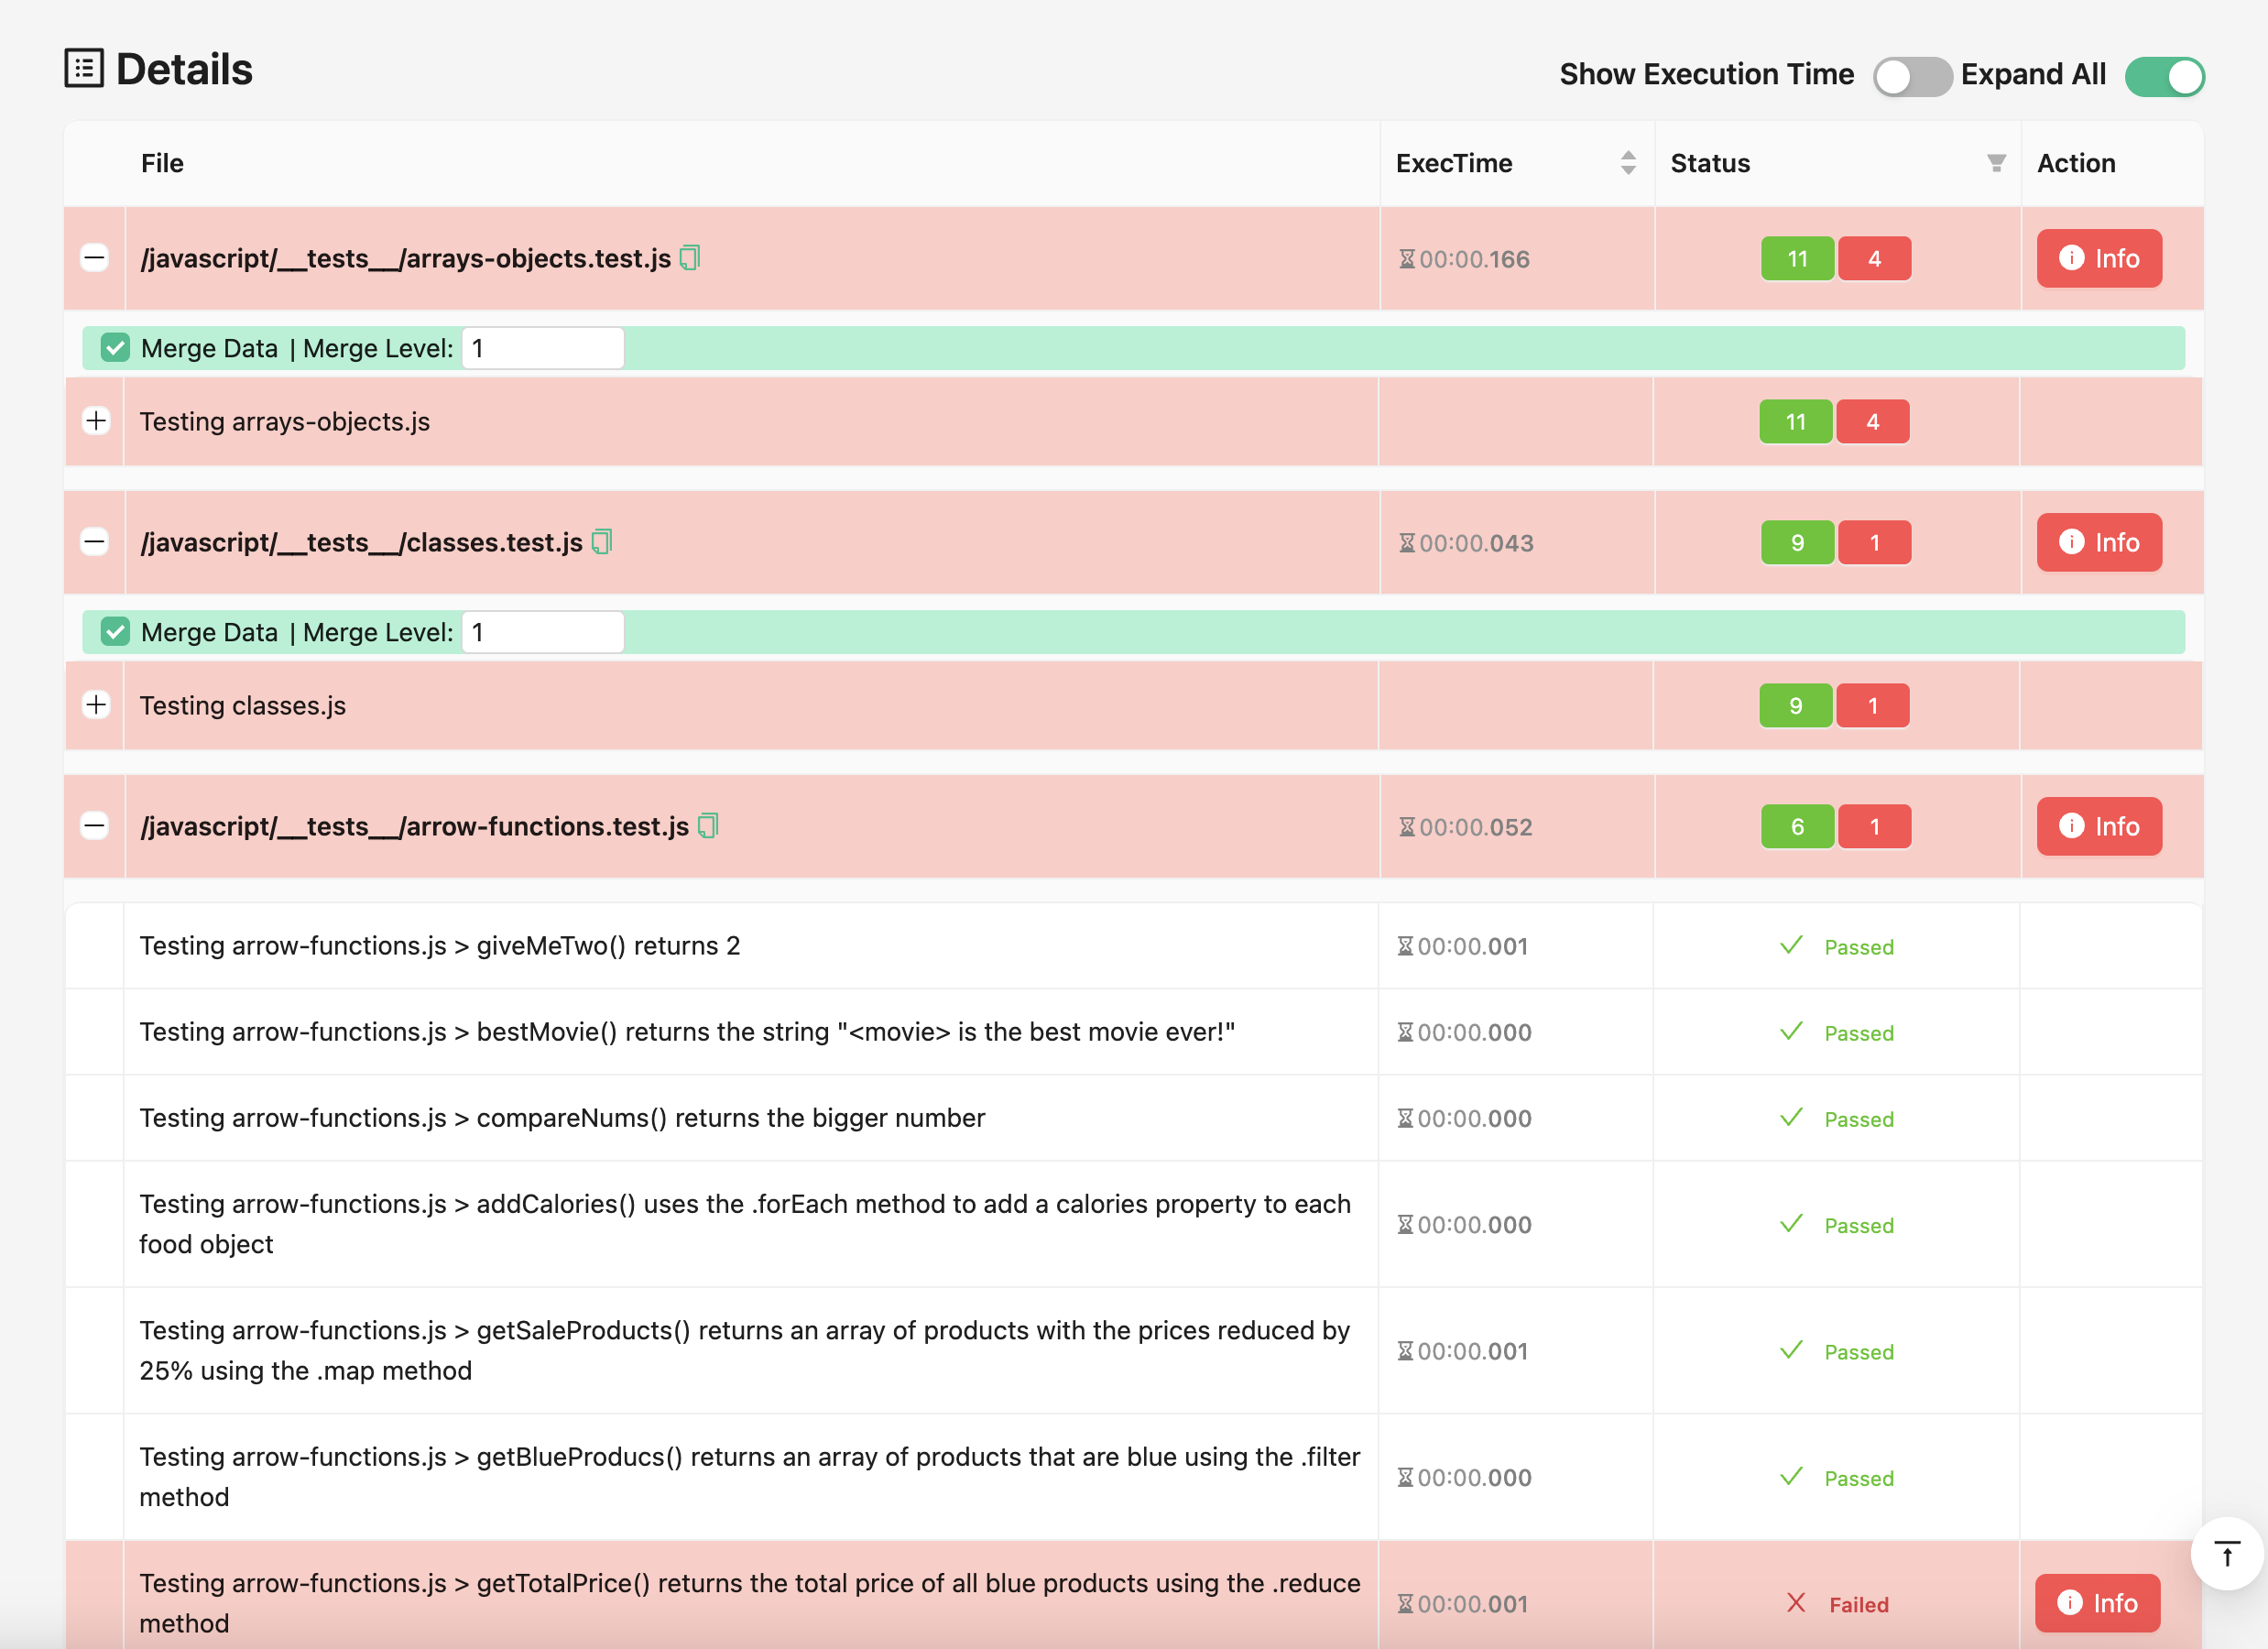 Details
Show Execution Time Expand All
File ExecTime Status Action
/javascript/__tests__/arrays-objects.test.js 00:00.166 11 4 Info
Merge Data | Merge Level: 1
Testing arrays-objects.js 11 4
/javascript/__tests__/classes.test.js 00:00.043 9 1 Info
Merge Data | Merge Level: 1
Testing classes.js 9 1
/javascript/__tests__/arrow-functions.test.js 00:00.052 6 1 Info
Testing arrow-functions.js > giveMeTwo() returns 2 00:00.001 Passed
Testing arrow-functions.js > bestMovie() returns the string "<movie> is the best movie ever!" 00:00.000 Passed
Testing arrow-functions.js > compareNums() returns the bigger number 00:00.000 Passed
Testing arrow-functions.js > addCalories() uses the .forEach method to add a calories property to each
food object 00:00.000 Passed
Testing arrow-functions.js > getSaleProducts() returns an array of products with the prices reduced by
25% using the .map method 00:00.001 Passed
Testing arrow-functions.js > getBlueProducs() returns an array of products that are blue using the .filter
method 00:00.000 Passed
Testing arrow-functions.js > getTotalPrice() returns the total price of all blue products using the .reduce
method 00:00.001 Failed Info